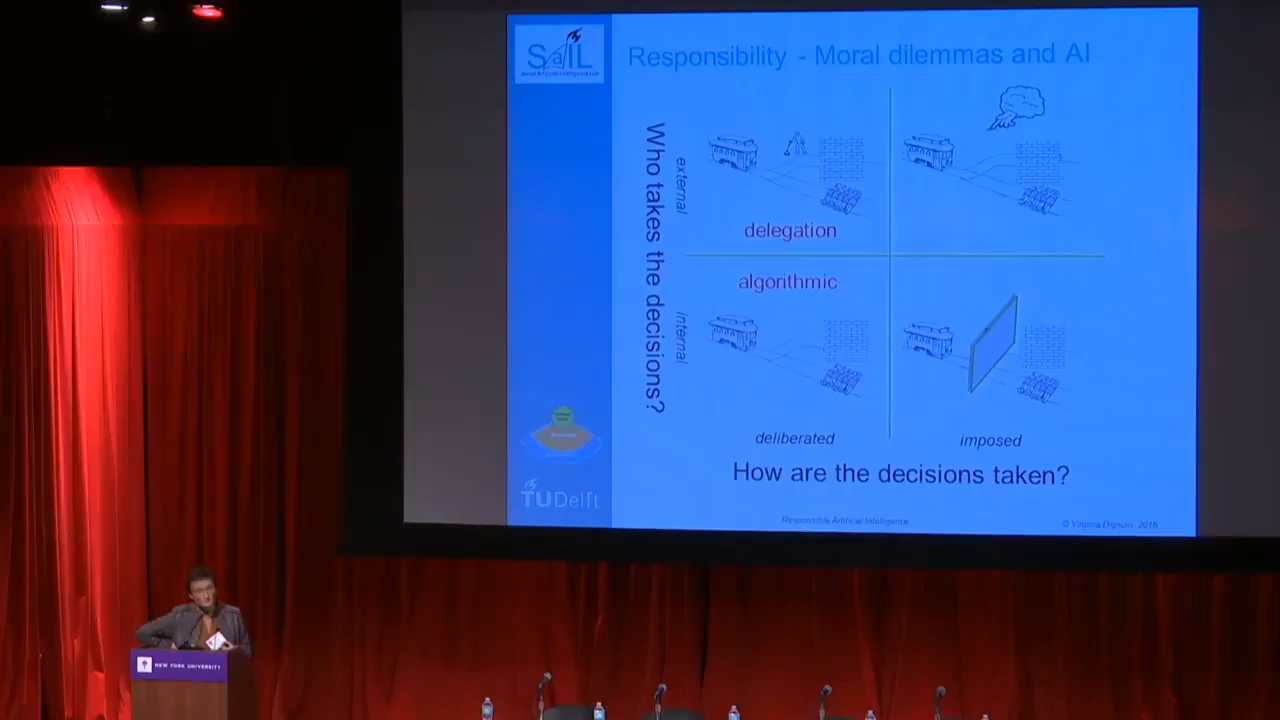 SaIL
Responsibility - Moral dilemmas and AI
Who takes the decisions?
external
internal
delegation
algorithmic
deliberated
imposed
How are the decisions taken?
TUDelft
Responsible Artificial Intelligence
© Virginia Dignum, 2016
NEW YORK UNIVERSITY